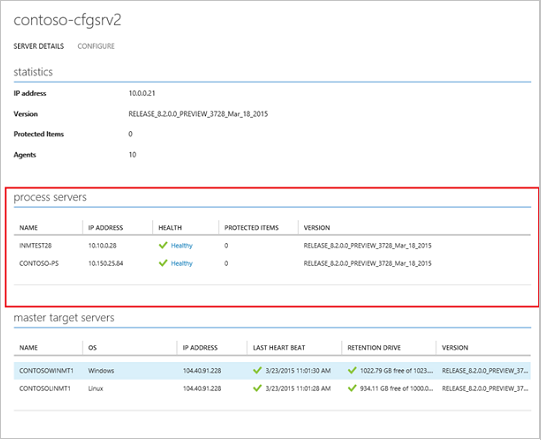 contoso-cfgsrv2
SERVER DETAILS CONFIGURE
statistics
IP address 10.0.0.21
Version RELEASE_8.2.0.0_PREVIEW_3728_Mar_18_2015
Protected Items 0
Agents 10
process servers
NAME IP ADDRESS HEALTH PROTECTED ITEMS VERSION
INMTEST28 10.10.0.28 Healthy 0 RELEASE_8.2.0.0_PREVIEW_3728_Mar_18_2015
CONTOSO-PS 10.150.25.84 Healthy 0 RELEASE_8.2.0.0_PREVIEW_3728_Mar_18_2015
master target servers
NAME OS IP ADDRESS LAST HEART BEAT RETENTION DRIVE VERSION
CONTOSOWINMT1 Windows 104.40.91.228 3/23/2015 11:01:30 AM 1022.79 GB free of 1023.... RELEASE_8.2.0.0_PREVIEW_37...
CONTOSOLINMT1 Linux 104.40.91.228 3/23/2015 11:01:28 AM 934.11 GB free of 1000.0... RELEASE_8.2.0.0_PREVIEW_37...